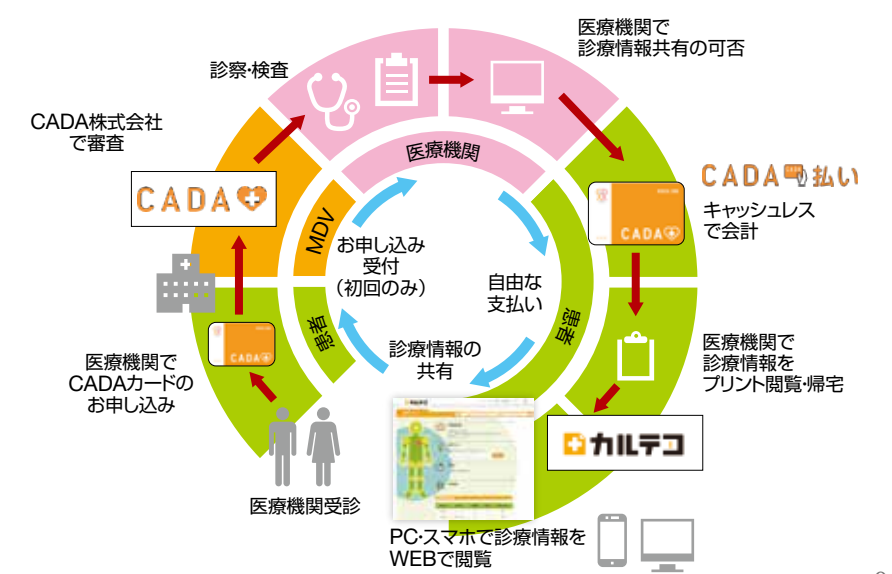 医療機関で
診療情報共有の可否
診察・検査
CADA株式会社
で審査
医療機関
CADA
CADA払い
キャッシュレス
で会計
CADA
MDV
お申し込み
受付
(初回のみ)
自由な
支払い
患者
患者
診療情報の
共有
医療機関で
CADAカードの
お申し込み
CADA
医療機関で
診療情報を
プリント閲覧・帰宅
カルテコ
医療機関受診
PC・スマホで診療情報を
WEBで閲覧